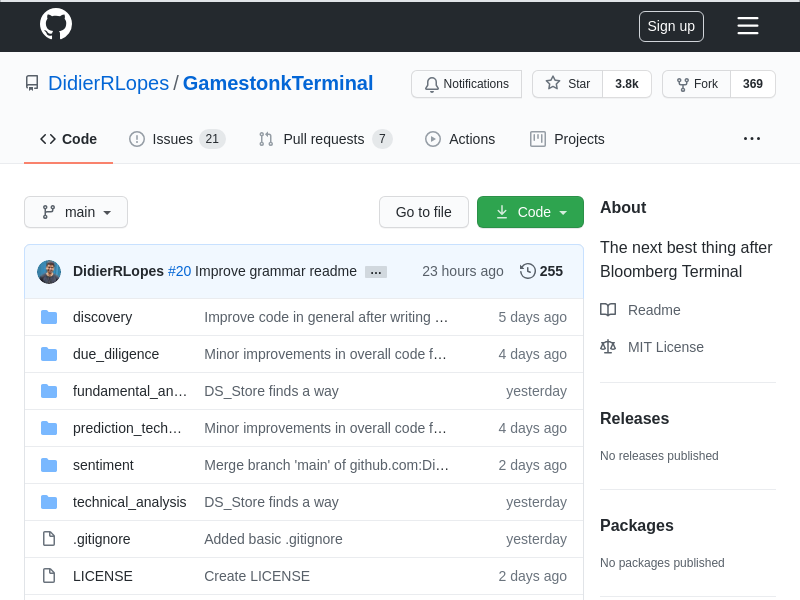 Sign up
DidierRLopes / GamestonkTerminal
Notifications
Star 3.8k
Fork 369
Code
Issues 21
Pull requests 7
Actions
Projects
...
main
Go to file
Code
DidierRLopes #20 Improve grammar readme ... 23 hours ago 255
discovery Improve code in general after writing ... 5 days ago
due_diligence Minor improvements in overall code f... 4 days ago
fundamental_an... DS_Store finds a way yesterday
prediction_tech... Minor improvements in overall code f... 4 days ago
sentiment Merge branch 'main' of github.com:Di... 2 days ago
technical_analysis DS_Store finds a way yesterday
.gitignore Added basic .gitignore yesterday
LICENSE Create LICENSE 2 days ago
About
The next best thing after
Bloomberg Terminal
Readme
MIT License
Releases
No releases published
Packages
No packages published